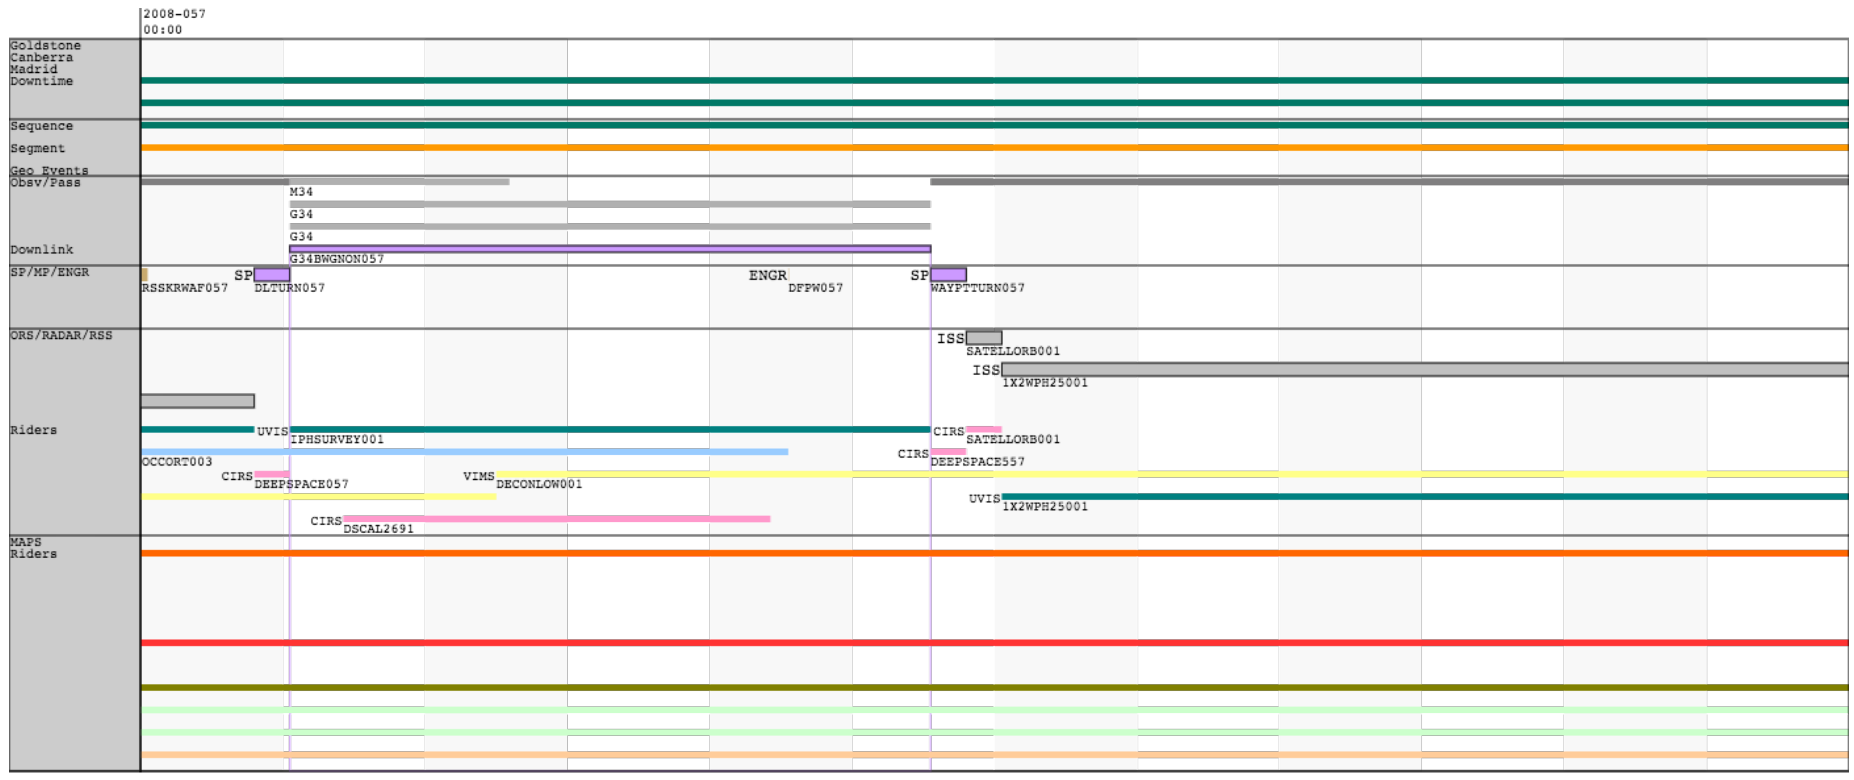 2008-057
00:00
Goldstone
Canberra
Madrid
Downtime
Sequence
Segment
Geo Events
Obsv/Pass
M34
G34
G34
Downlink
G34BWGNON057
SP/MP/ENGR
SP
ENGR
SP
RSSKRWAF057
DLTURN057
DFPW057
WAYPTTURN057
ORS/RADAR/RSS
ISS
SATELLORB001
ISS
1X2WPH25001
Riders
UVIS
IPHSURVEY001
CIRS
SATELLORB001
OCCORT003
CIRS
DEEPSPACE557
CIRS
DEEPSPACE057
VIMS
DECONLOW001
UVIS
1X2WPH25001
CIRS
DSCAL2691
MAPS
Riders